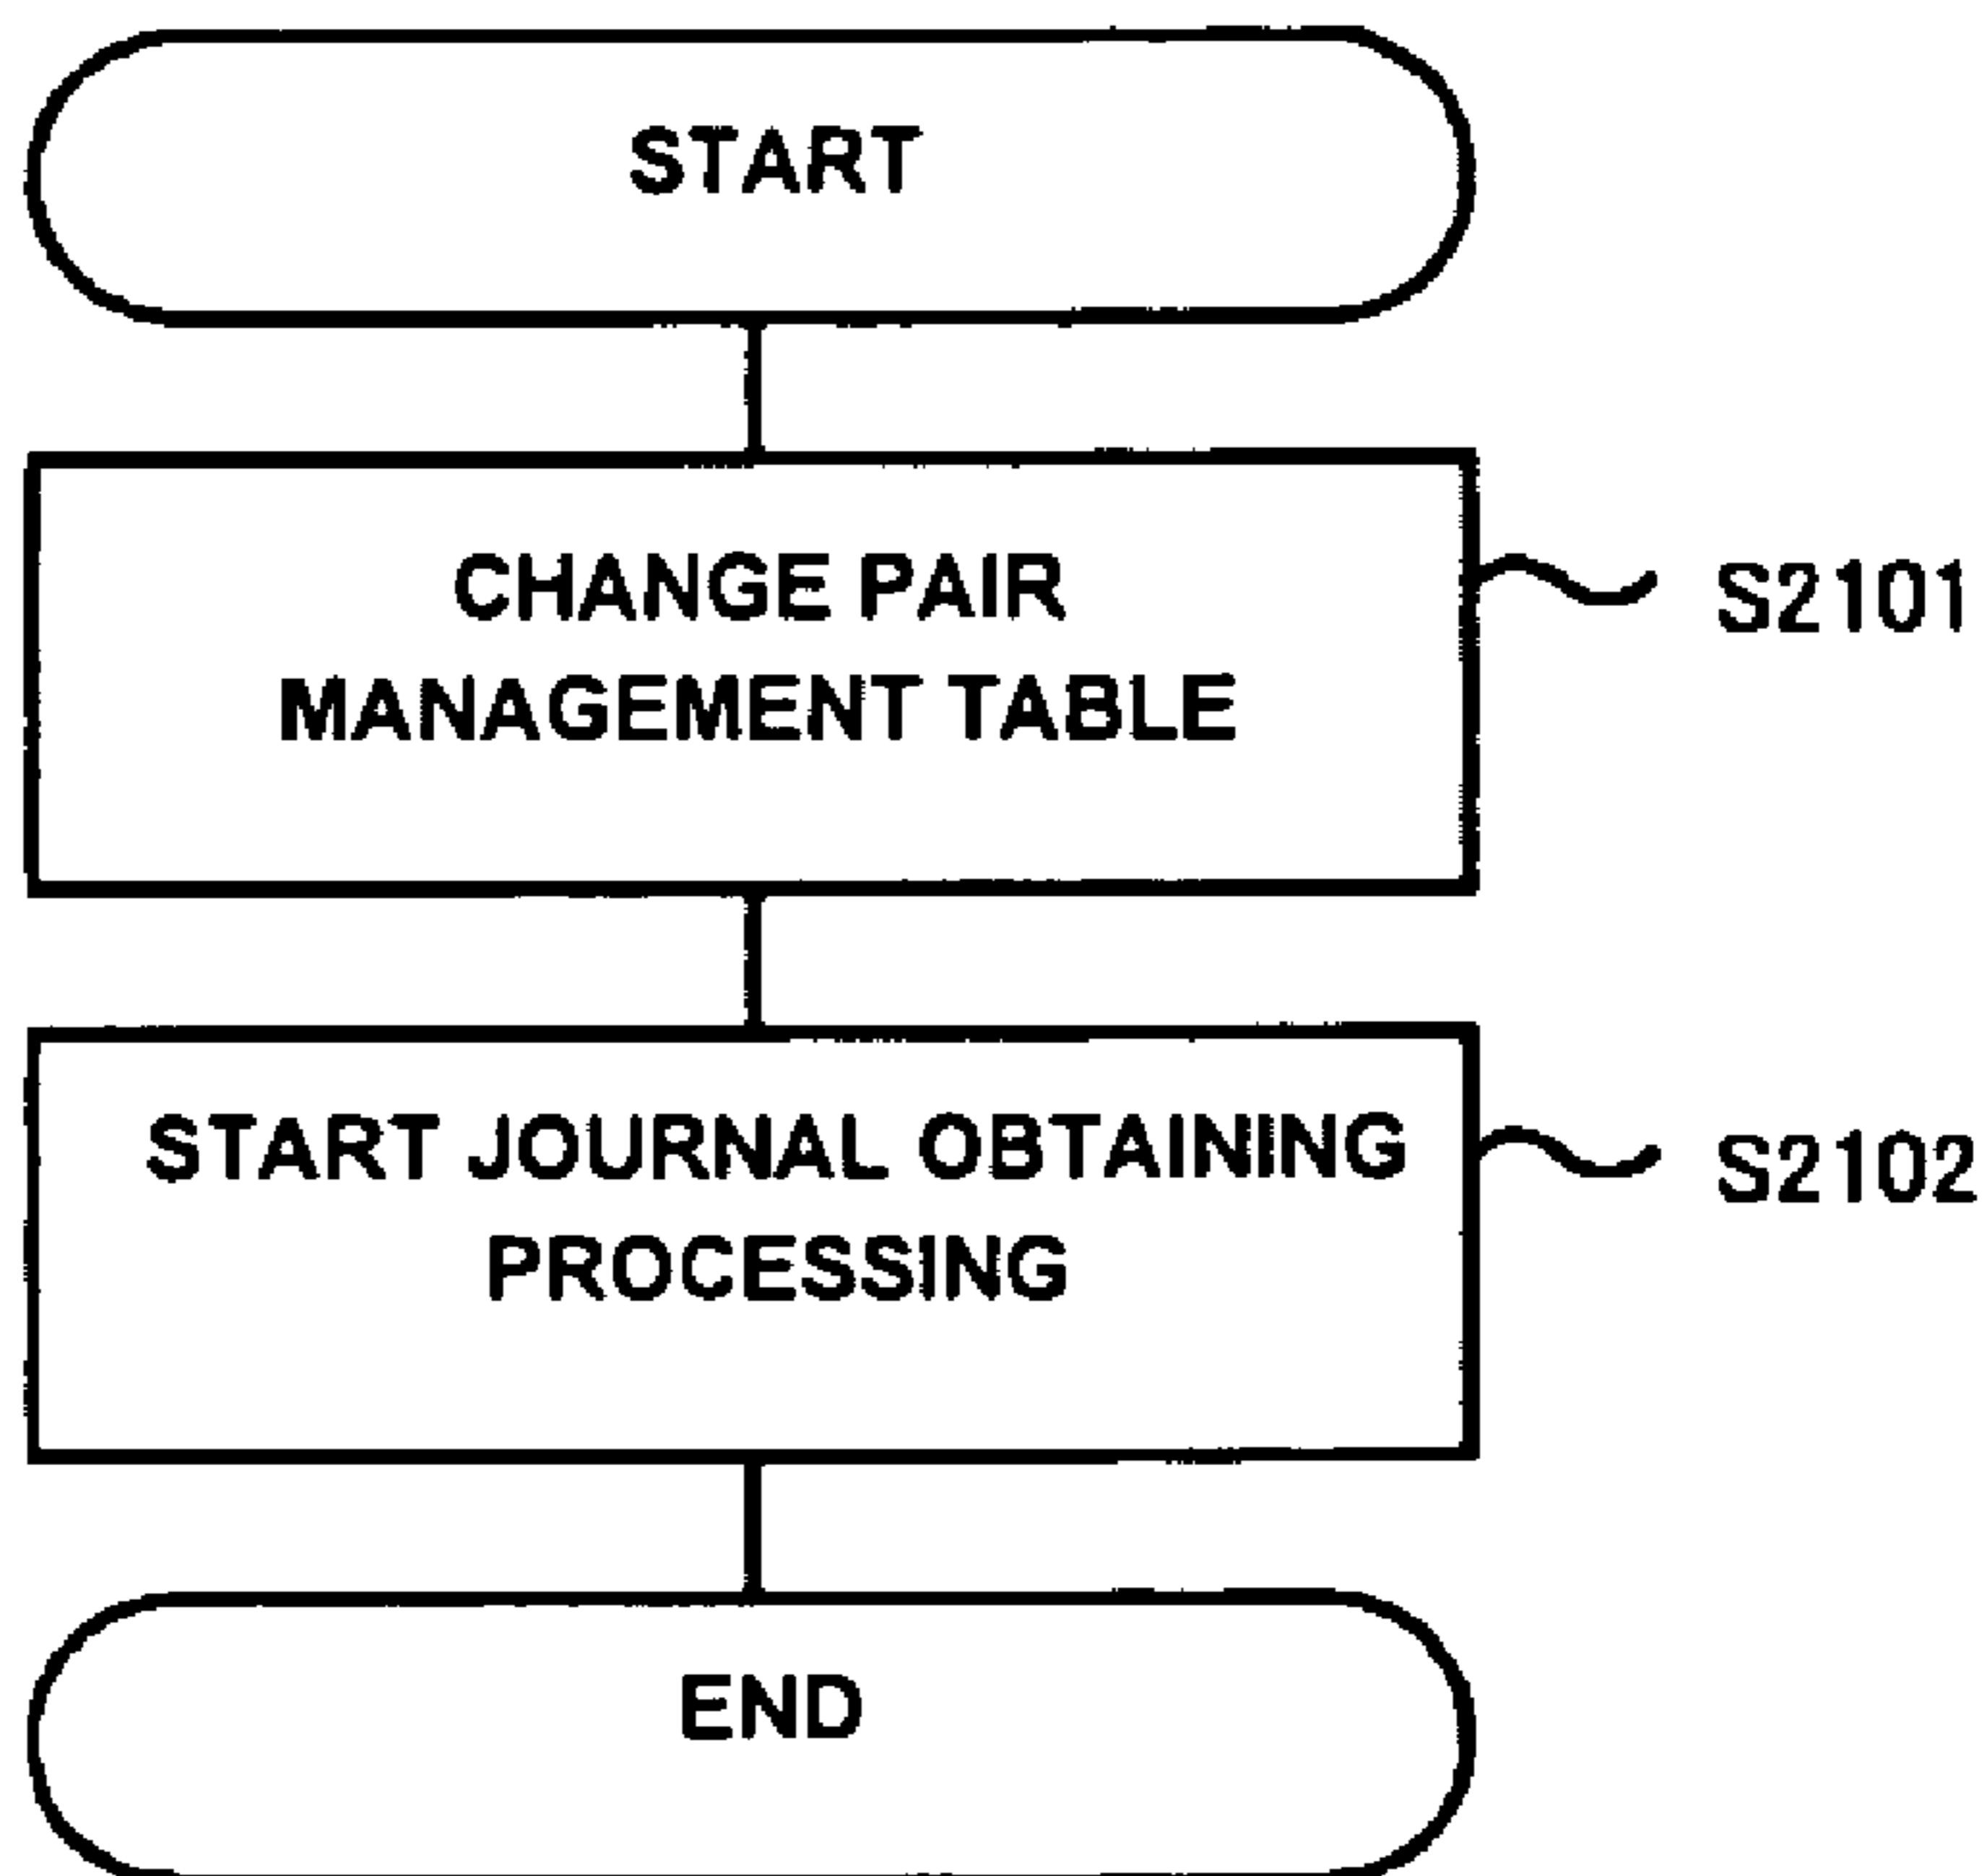 START
CHANGE PAIR
MANAGEMENT TABLE
S2101
START JOURNAL OBTAINING
PROCESSING
S2102
END